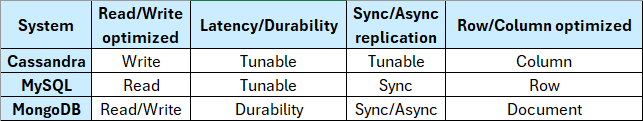 System Read/Write optimized Latency/Durability Sync/Async replication Row/Column optimized
Cassandra Write Tunable Tunable Column
MySQL Read Tunable Sync Row
MongoDB Read/Write Durability Sync/Async Document